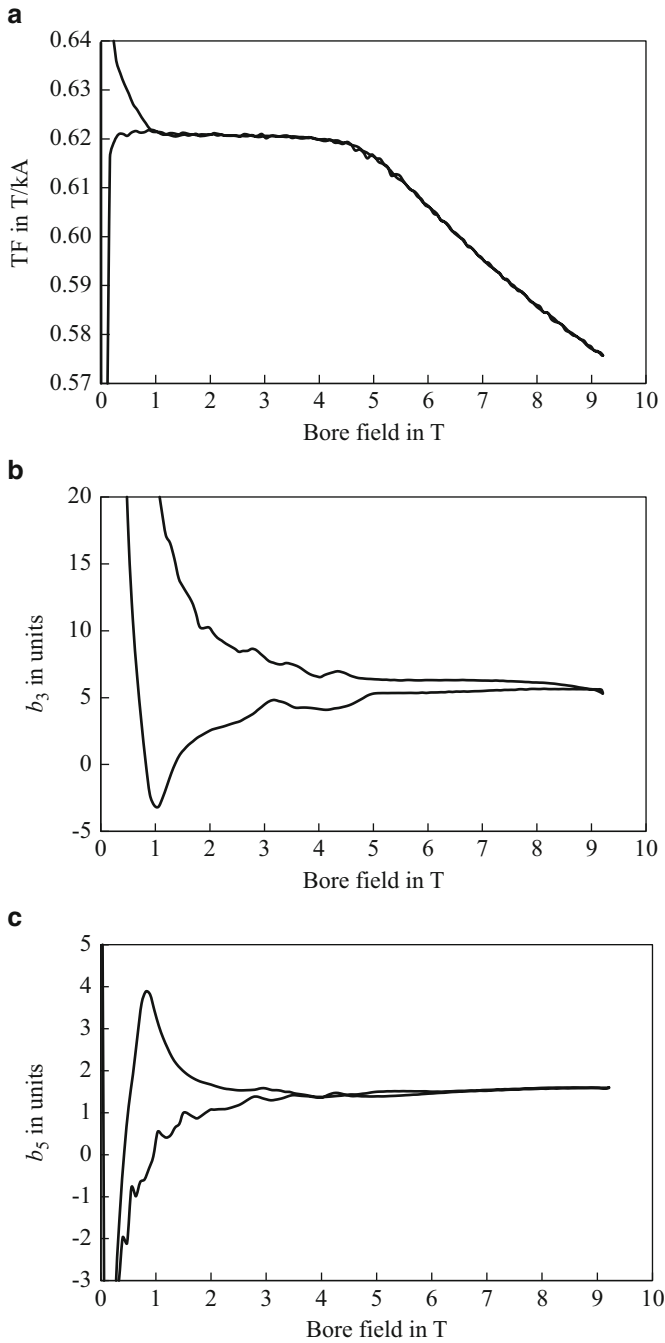 a
0.64
0.63
0.62
0.61
0.60
0.59
0.58
0.57
TF in T/kA
0 1 2 3 4 5 6 7 8 9 10
Bore field in T
b
20
15
10
5
0
-5
b3 in units
0 1 2 3 4 5 6 7 8 9 10
Bore field in T
c
5
4
3
2
1
0
-1
-2
-3
b5 in units
0 1 2 3 4 5 6 7 8 9 10
Bore field in T